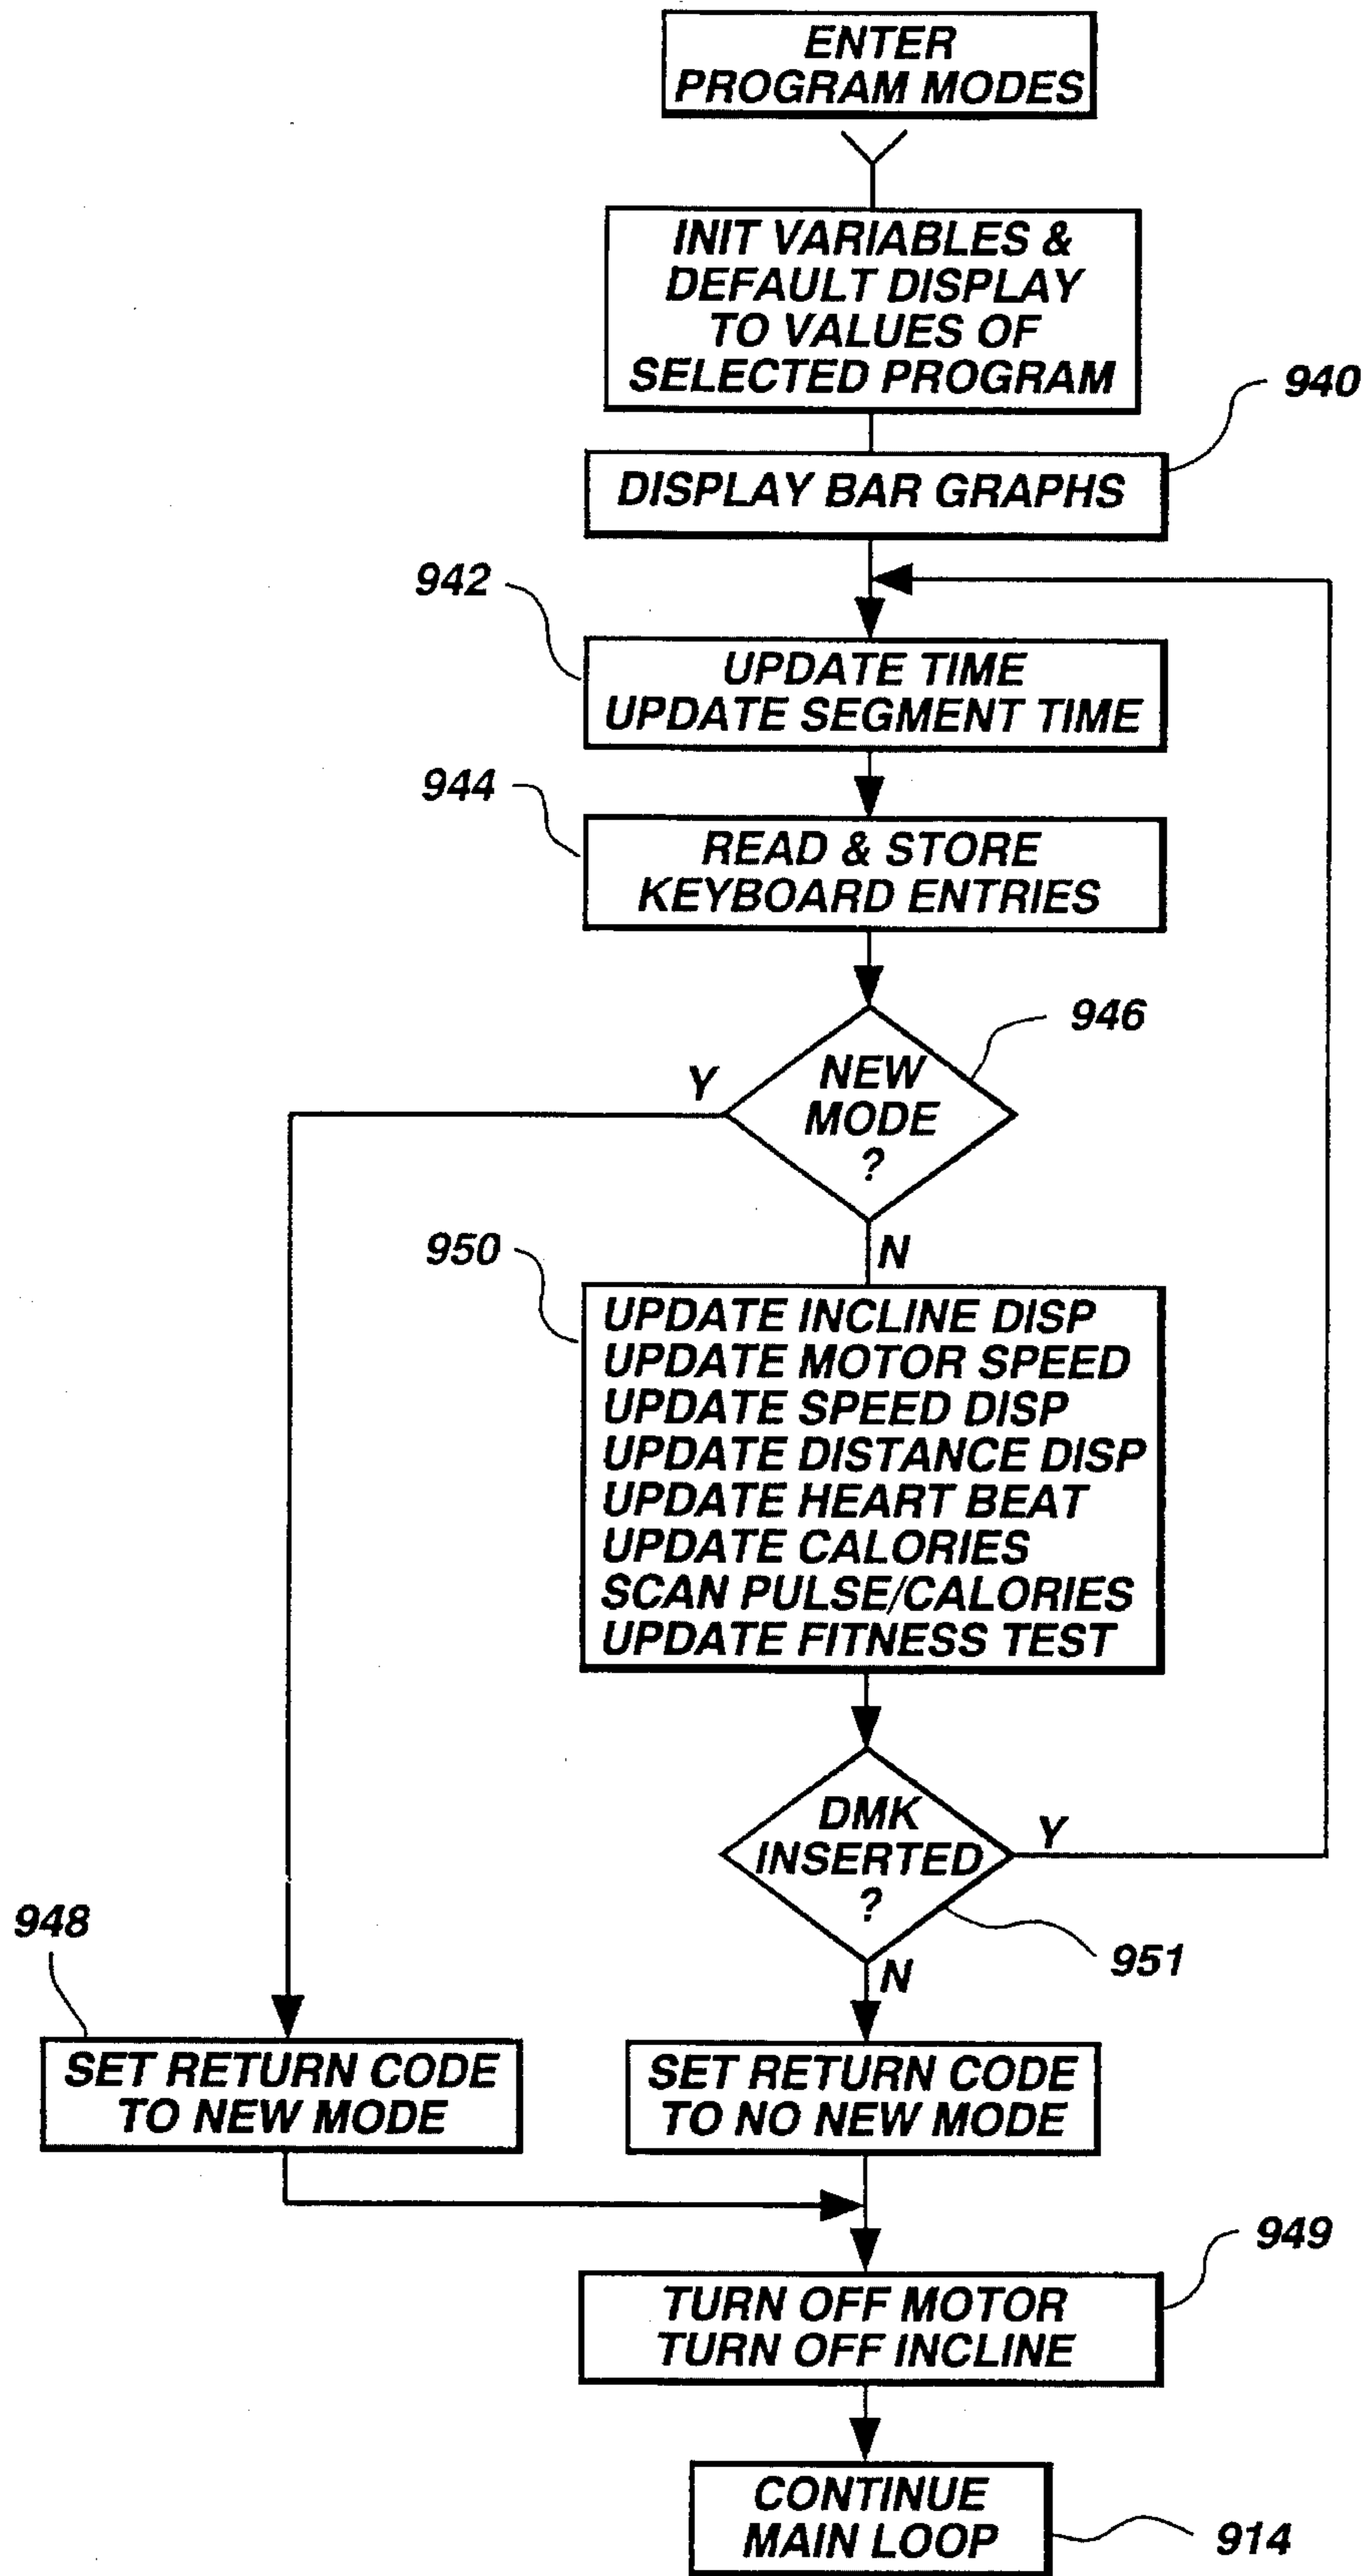 ENTER
PROGRAM MODES
INIT VARIABLES &
DEFAULT DISPLAY
TO VALUES OF
SELECTED PROGRAM
940
DISPLAY BAR GRAPHS
942
UPDATE TIME
UPDATE SEGMENT TIME
944
READ & STORE
KEYBOARD ENTRIES
946
Y
NEW
MODE
?
N
950
UPDATE INCLINE DISP
UPDATE MOTOR SPEED
UPDATE SPEED DISP
UPDATE DISTANCE DISP
UPDATE HEART BEAT
UPDATE CALORIES
SCAN PULSE/CALORIES
UPDATE FITNESS TEST
DMK
INSERTED
?
Y
951
N
948
SET RETURN CODE
TO NEW MODE
SET RETURN CODE
TO NO NEW MODE
949
TURN OFF MOTOR
TURN OFF INCLINE
CONTINUE
MAIN LOOP
914